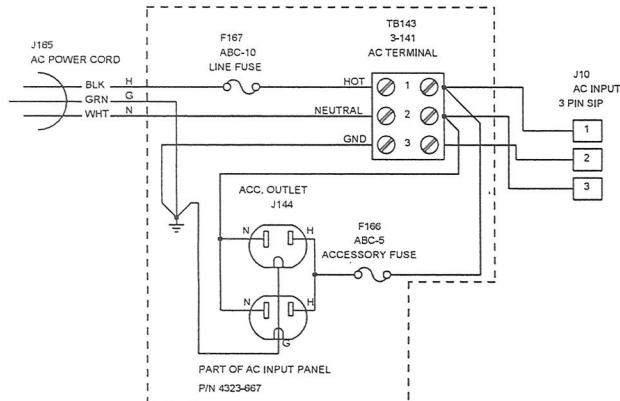 J165
AC POWER CORD
F167
ABC-10
LINE FUSE
TB143
3-141
AC TERMINAL
J10
AC INPUT
3 PIN SIP
BLK H
GRN G
WHT N
HOT
NEUTRAL
GND
1
2
3
1
2
3
ACC. OUTLET
J144
N H
N H
G
F166
ABC-5
ACCESSORY FUSE
PART OF AC INPUT PANEL
P/N 4323-667